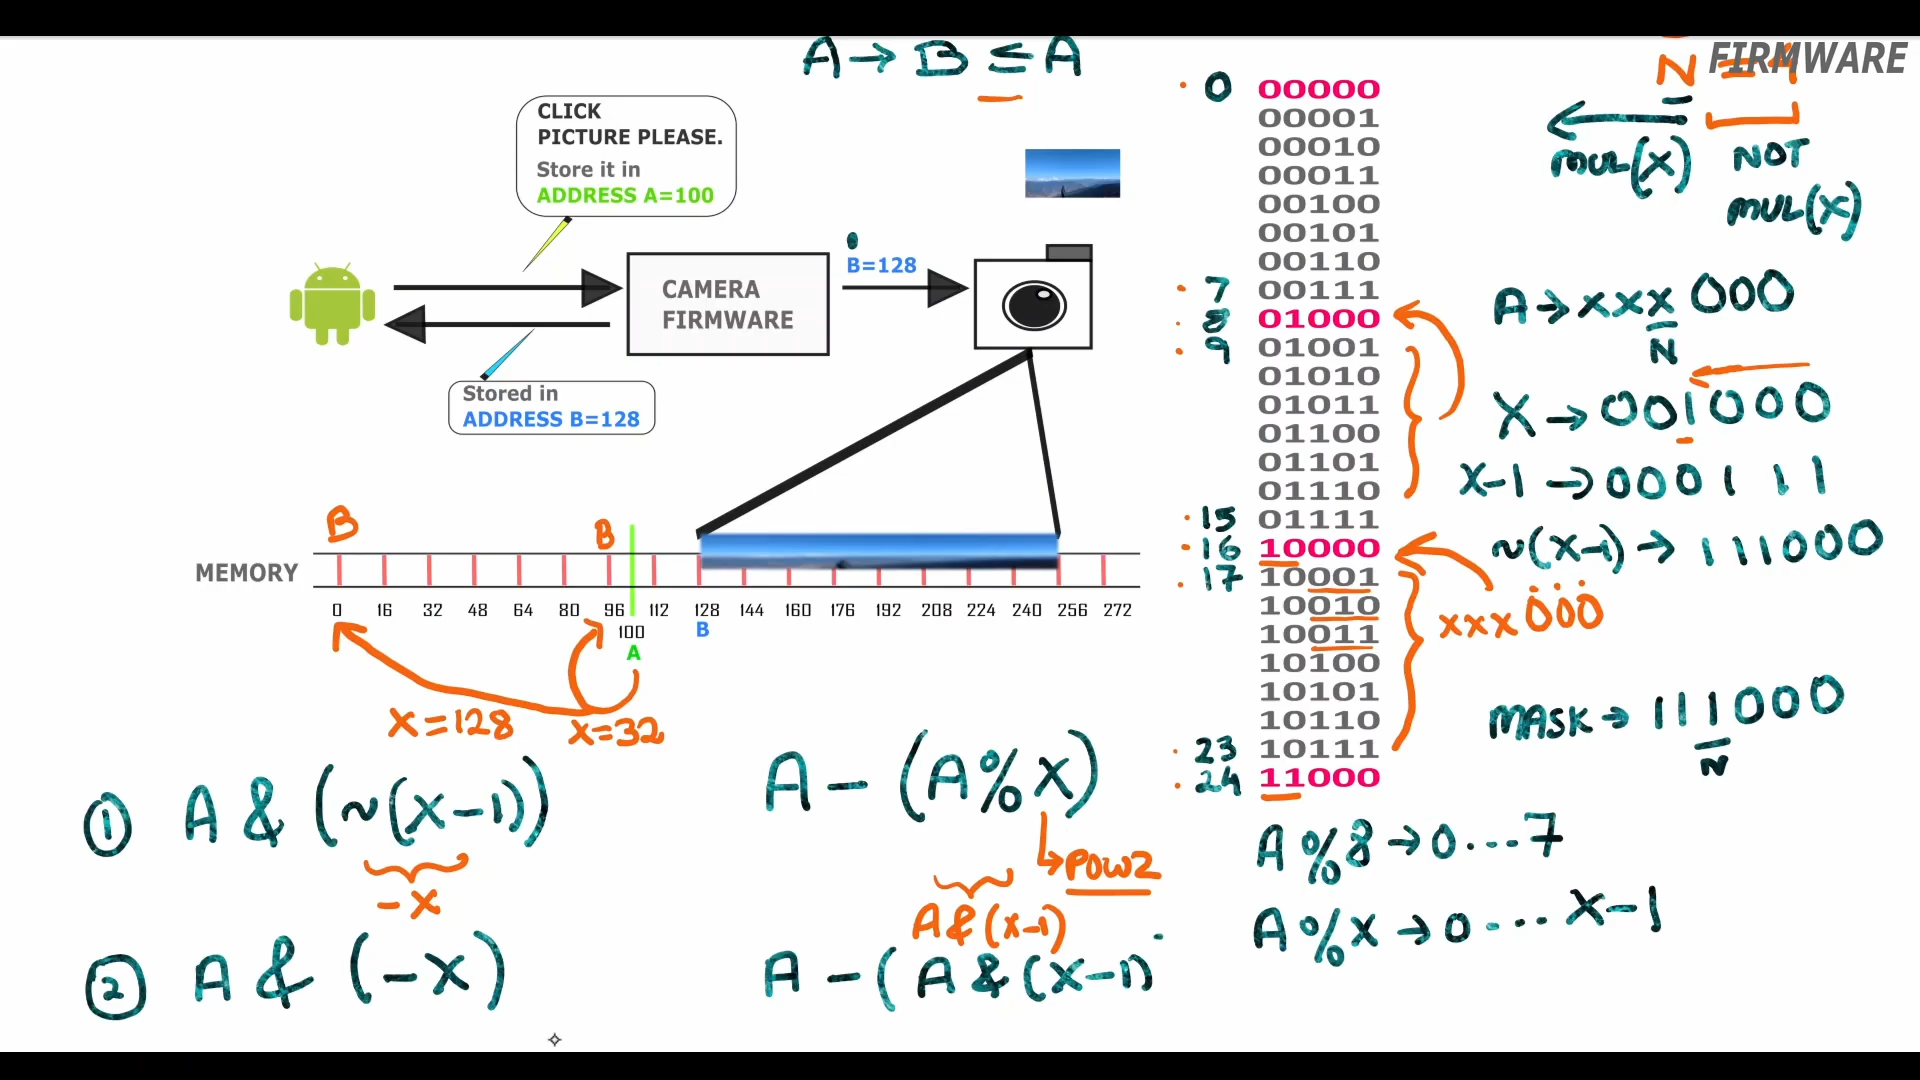 FIRMWARE
A → B ≤ A
CLICK
PICTURE PLEASE.
Store it in
ADDRESS A=100
B=128
CAMERA
FIRMWARE
Stored in
ADDRESS B=128
B
B
MEMORY
0 16 32 48 64 80 96 112 128 144 160 176 192 208 224 240 256 272
100
A
B
X=128
X=32
① A & (~(X-1))
-X
② A & (-X)
A - (A%X)
POW2
A&(X-1)
A - (A & (X-1)
0 00000
00001
00010
00011
00100
00101
00110
7 00111
8 01000
9 01001
01010
01011
01100
01101
01110
15 01111
16 10000
17 10001
10010
10011
10100
10101
10110
23 10111
24 11000
A%8 → 0...7
A%X → 0... X-1
N
MUL(X)
NOT
MUL(X)
A → XXX000
N
X → 001000
X-1 → 000111
~(X-1) → 111000
XXX000
MASK → 111000
N